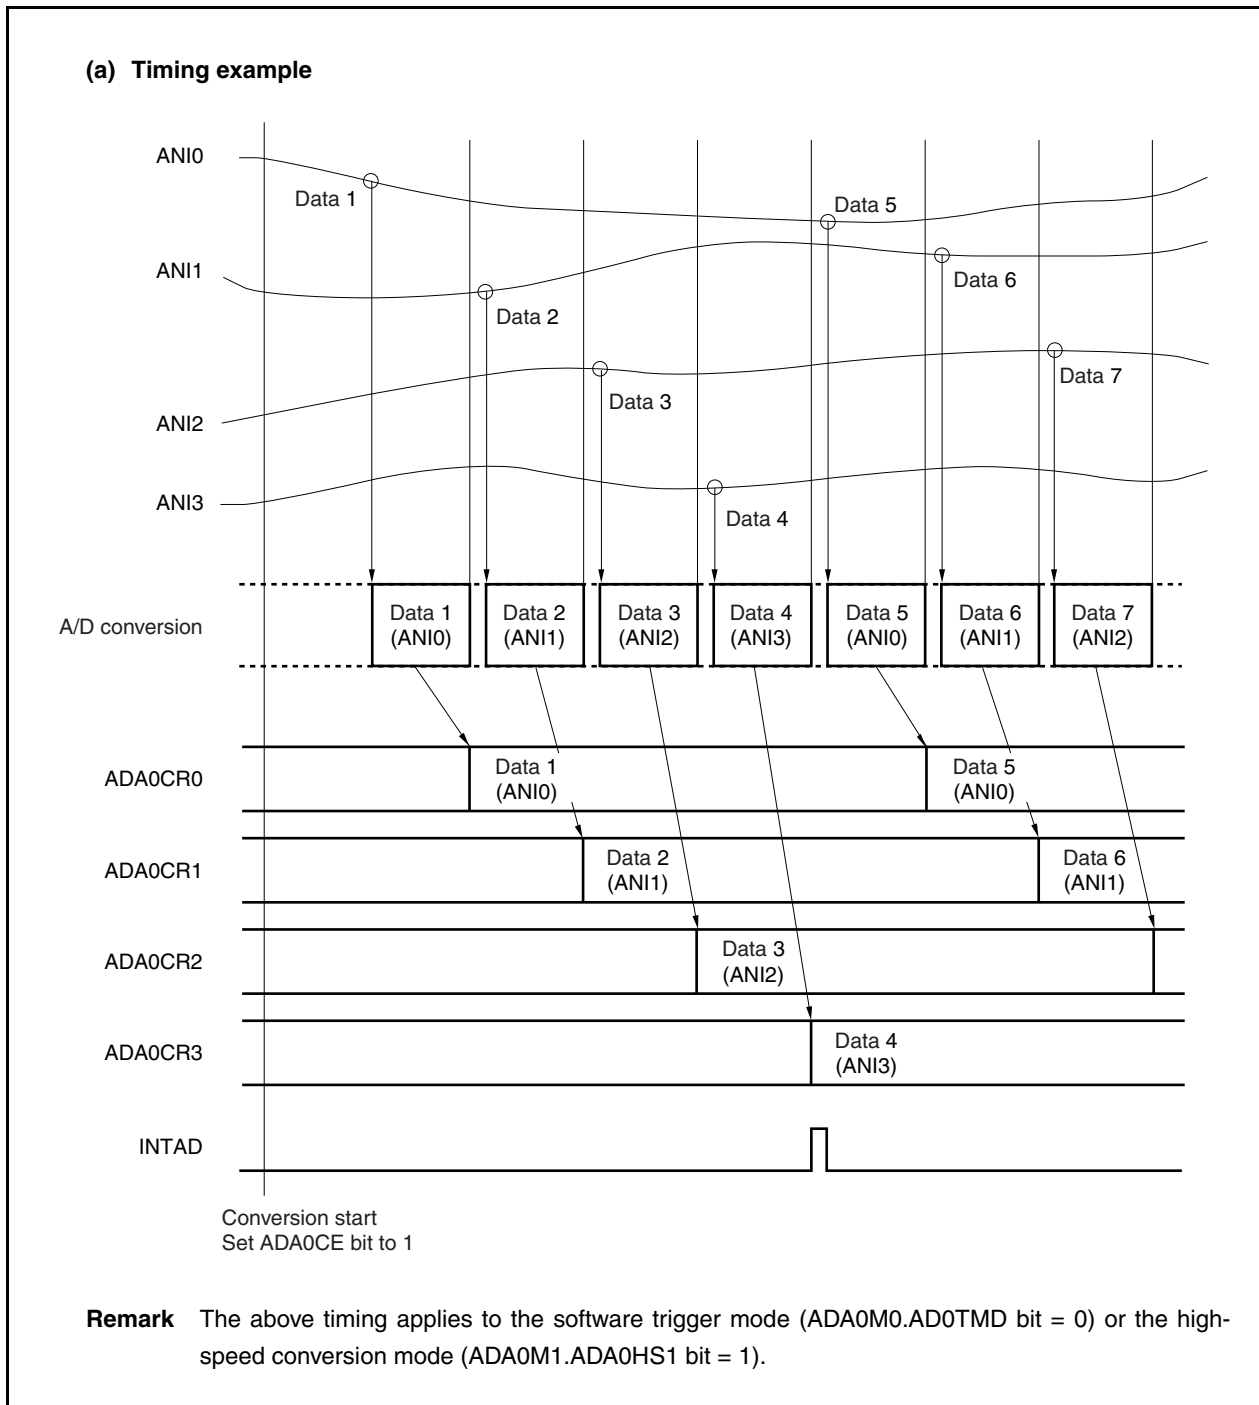 (a) Timing example
ANI0
Data 1
Data 5
ANI1
Data 2
Data 6
ANI2
Data 3
Data 7
ANI3
Data 4
A/D conversion
Data 1
(ANI0)
Data 2
(ANI1)
Data 3
(ANI2)
Data 4
(ANI3)
Data 5
(ANI0)
Data 6
(ANI1)
Data 7
(ANI2)
ADA0CR0
Data 1
(ANI0)
Data 5
(ANI0)
ADA0CR1
Data 2
(ANI1)
Data 6
(ANI1)
ADA0CR2
Data 3
(ANI2)
ADA0CR3
Data 4
(ANI3)
INTAD
Conversion start
Set ADA0CE bit to 1
Remark The above timing applies to the software trigger mode (ADA0M0.AD0TMD bit = 0) or the high-
speed conversion mode (ADA0M1.ADA0HS1 bit = 1).